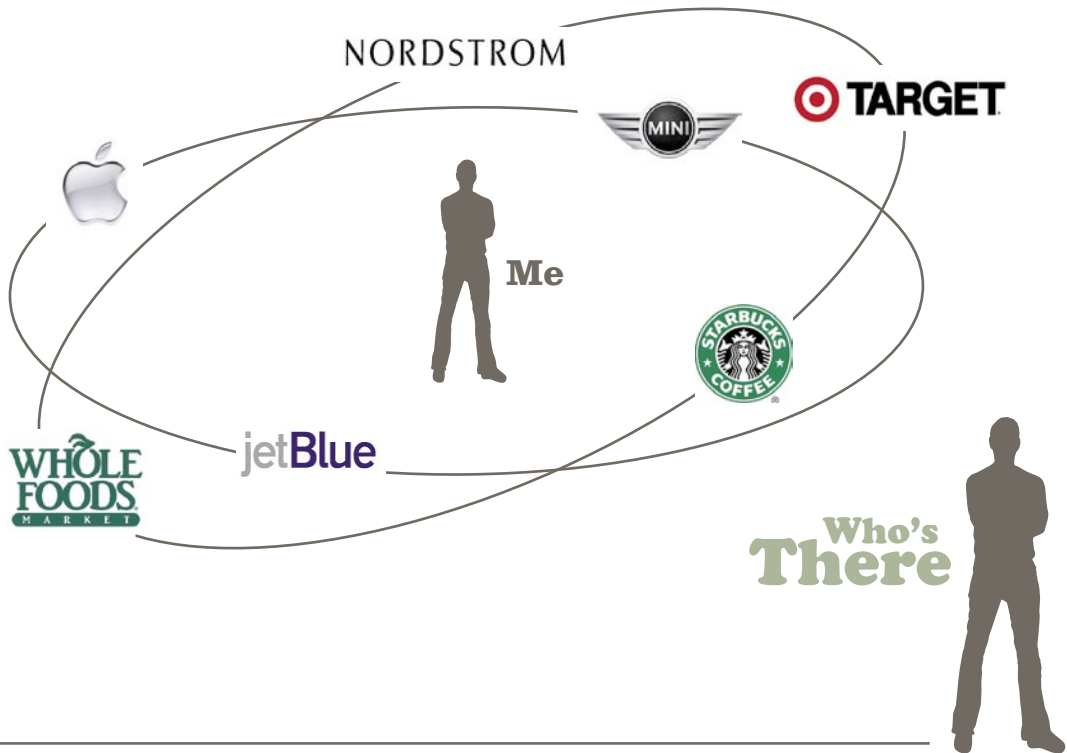 NORDSTROM
TARGET
MINI
Me
STARBUCKS
COFFEE
jetBlue
WHOLE
FOODS
MARKET
Who's
There